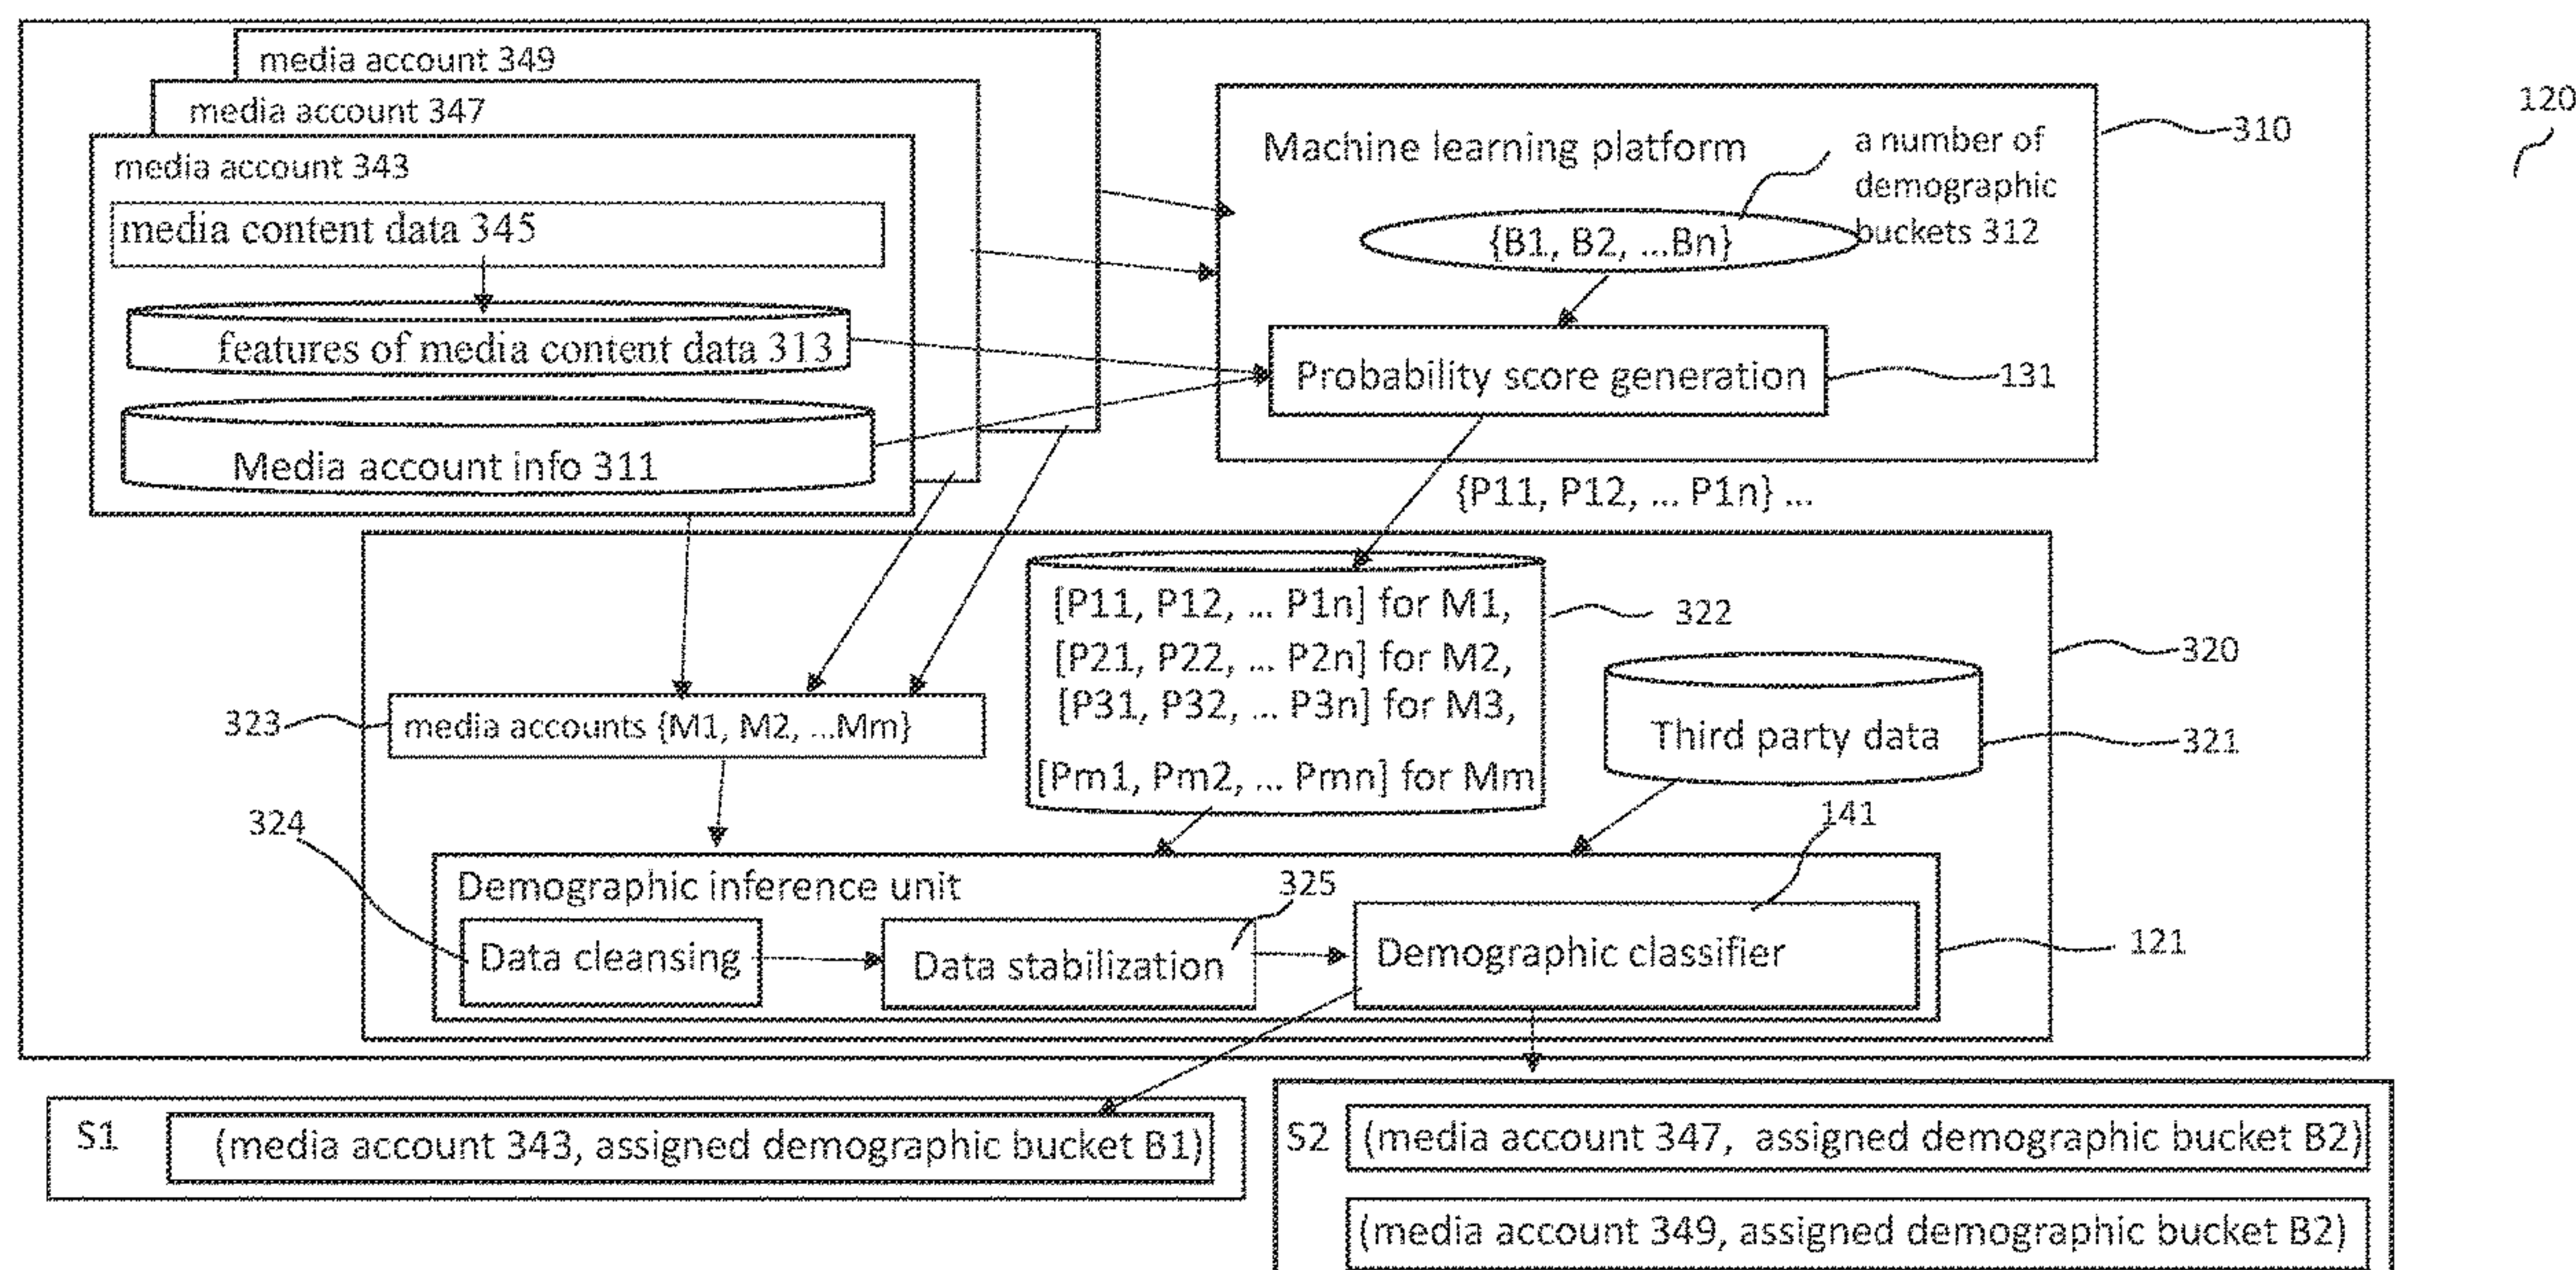 media account 349
media account 347
media account 343
media content data 345
features of media content data 313
Media account info 311
Machine learning platform
a number of
demographic
buckets 312
{B1, B2, ...Bn}
Probability score generation
131
310
120
{P11, P12, ... P1n} ...
[P11, P12, ... P1n] for M1,
[P21, P22, ... P2n] for M2,
[P31, P32, ... P3n] for M3,
[Pm1, Pm2, ... Pmn] for Mm
322
320
Third party data
321
323
media accounts {M1, M2, ...Mm}
324
141
Demographic inference unit
325
Data cleansing
Data stabilization
Demographic classifier
121
S1
(media account 343, assigned demographic bucket B1)
S2
(media account 347, assigned demographic bucket B2)
(media account 349, assigned demographic bucket B2)